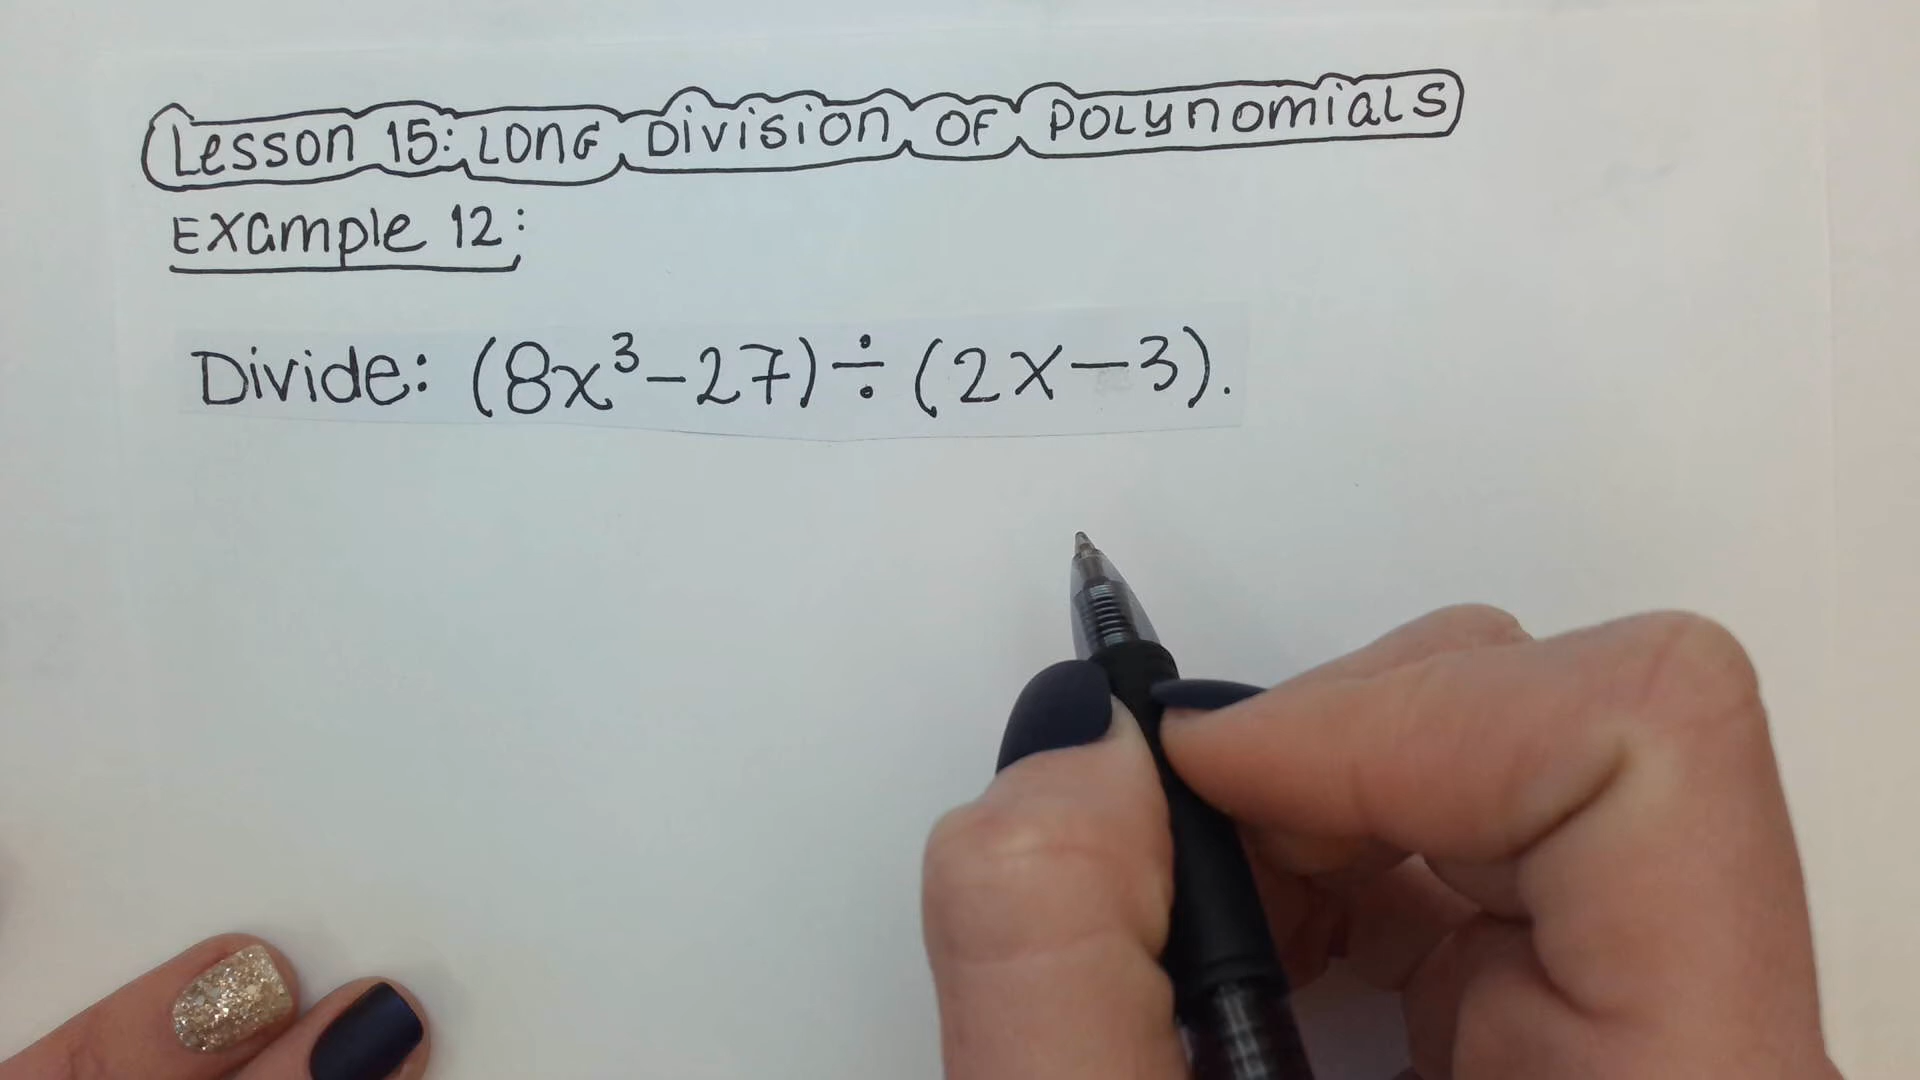 Lesson 15: LONG DIVISION OF POLYNOMIALS
Example 12:
Divide: (8x³-27)÷(2x-3).